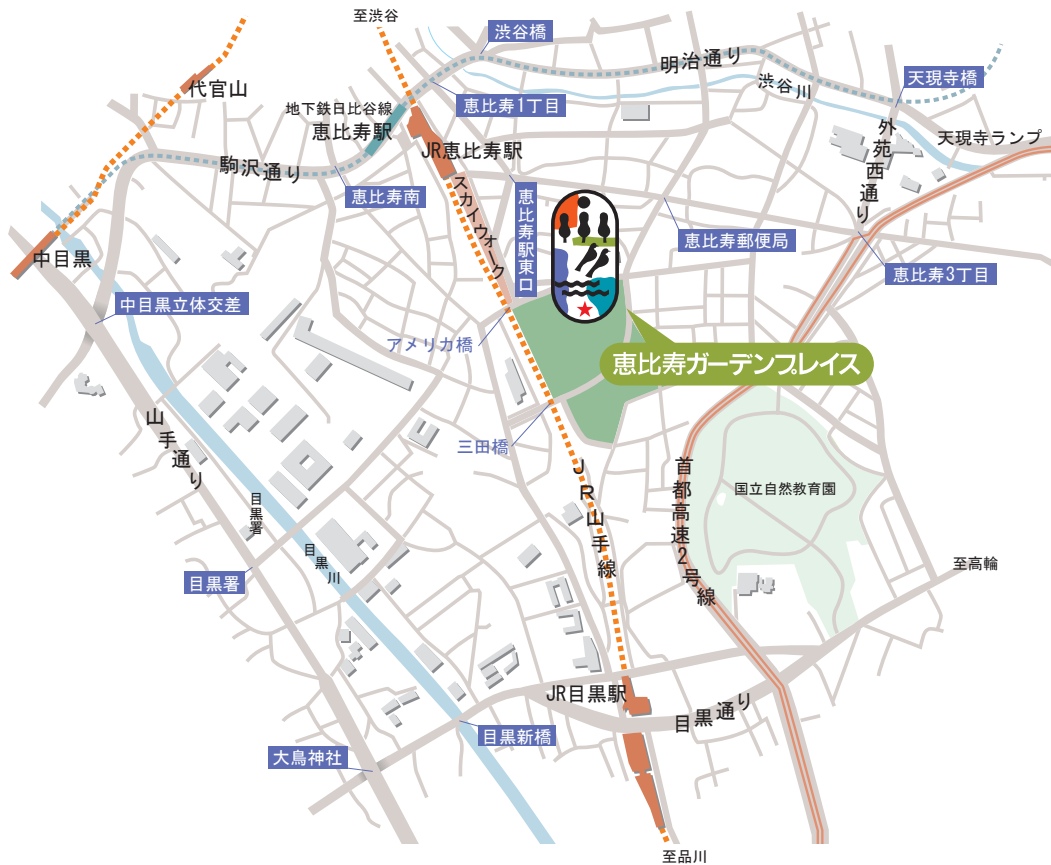 至渋谷
渋谷橋
明治通り
渋谷川
天現寺橋
代官山
地下鉄日比谷線
恵比寿駅
恵比寿1丁目
外苑西通り
天現寺ランプ
JR恵比寿駅
駒沢通り
恵比寿南
スカイウォーク
恵比寿駅東口
恵比寿郵便局
恵比寿3丁目
中目黒
中目黒立体交差
アメリカ橋
恵比寿ガーデンプレイス
山手通り
三田橋
JR山手線
首都高速2号線
国立自然教育園
目黒署
目黒川
目黒署
至高輪
JR目黒駅
目黒通り
目黒新橋
大鳥神社
至品川